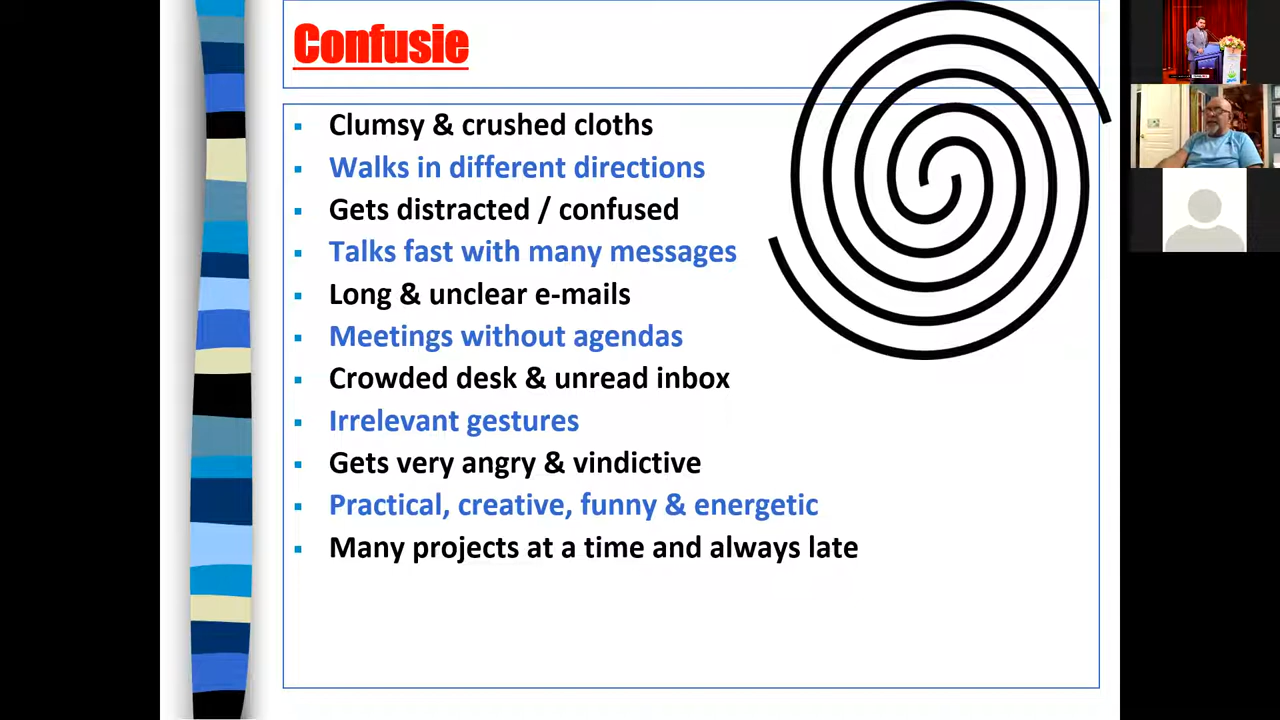 Confusie
Clumsy & crushed cloths
Walks in different directions
Gets distracted / confused
Talks fast with many messages
Long & unclear e-mails
Meetings without agendas
Crowded desk & unread inbox
Irrelevant gestures
Gets very angry & vindictive
Practical, creative, funny & energetic
Many projects at a time and always late